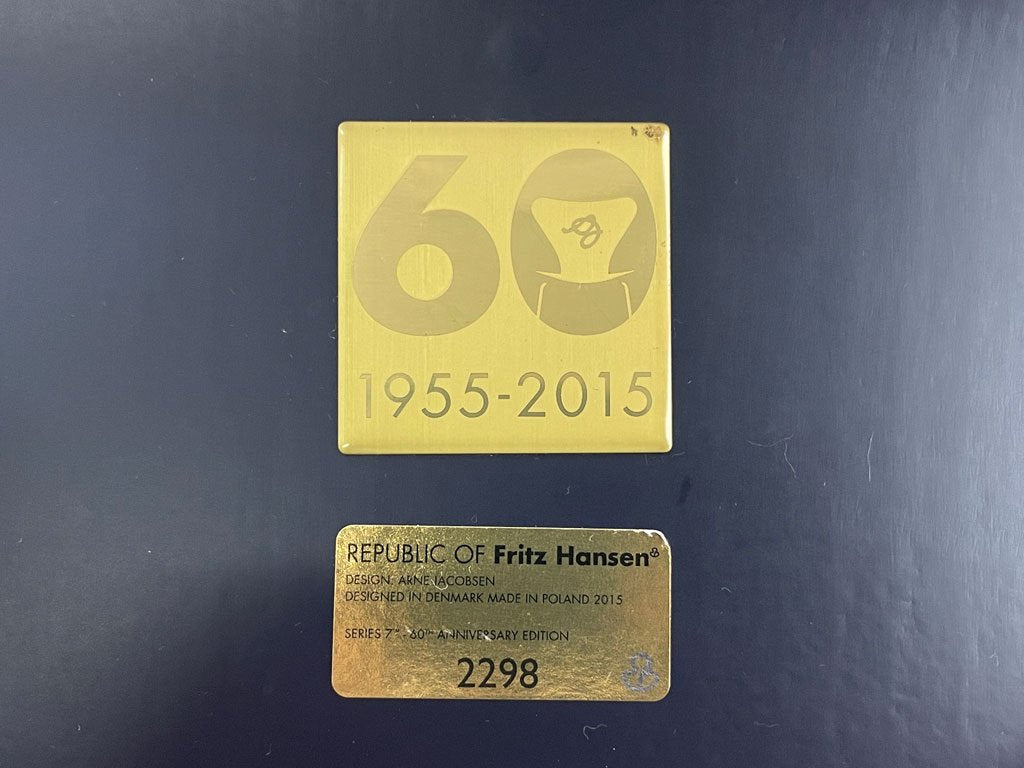 60
1955-2015
REPUBLIC OF Fritz Hansen
DESIGN: ARNE JACOBSEN
DESIGNED IN DENMARK MADE IN POLAND 2015
SERIES 7™ - 60TH ANNIVERSARY EDITION
2298